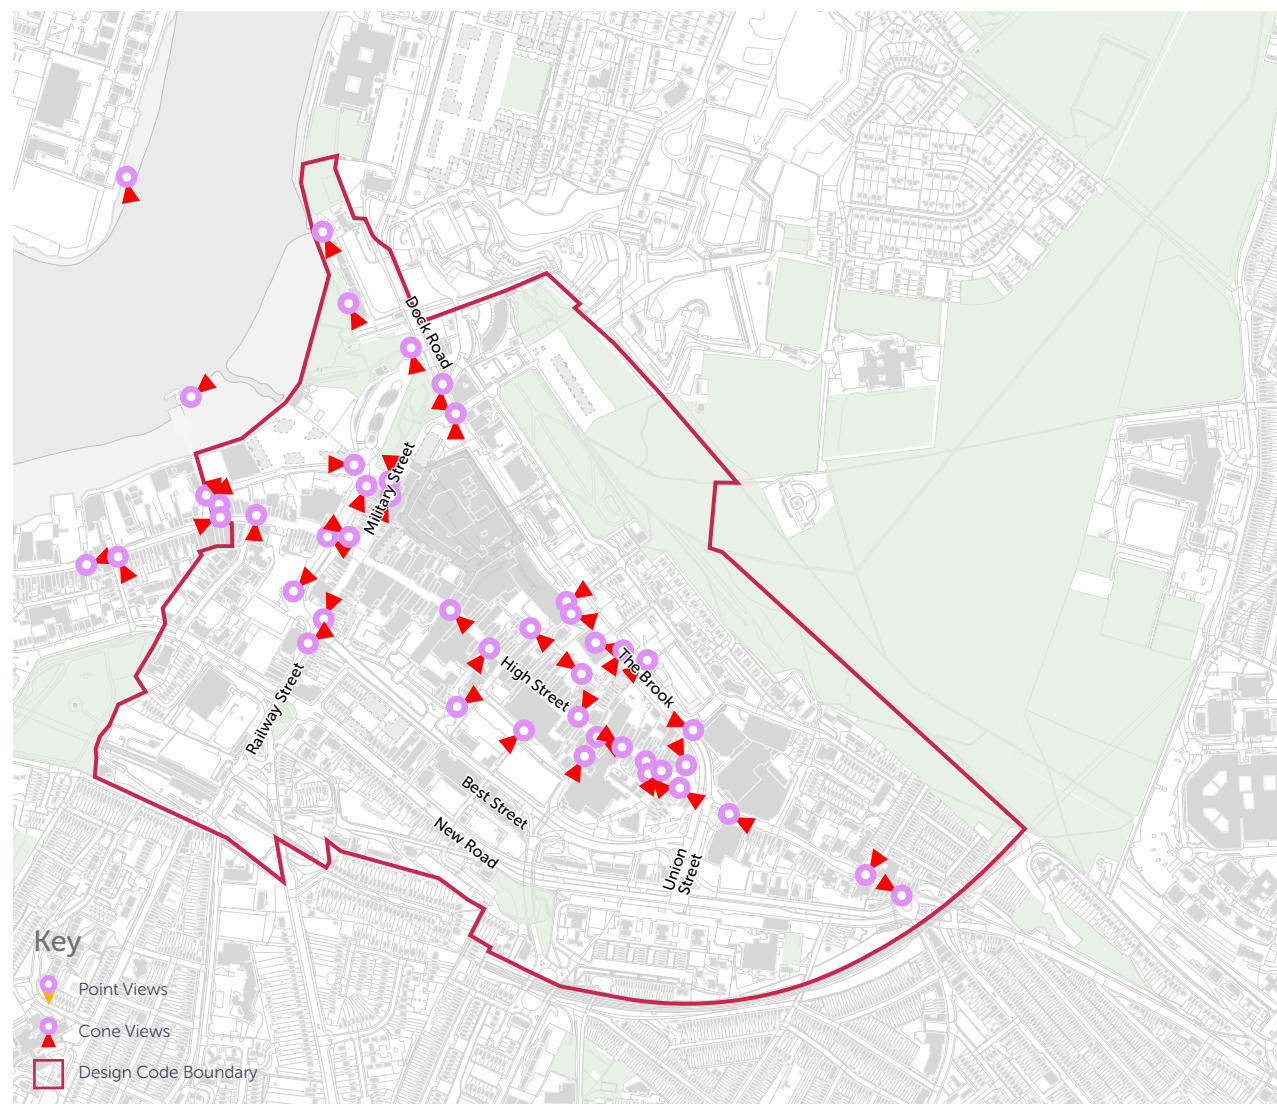 Dock Road
Military Street
High Street
The Brook
Railway Street
Best Street
New Road
Union
Street
Key
Point Views
Cone Views
Design Code Boundary